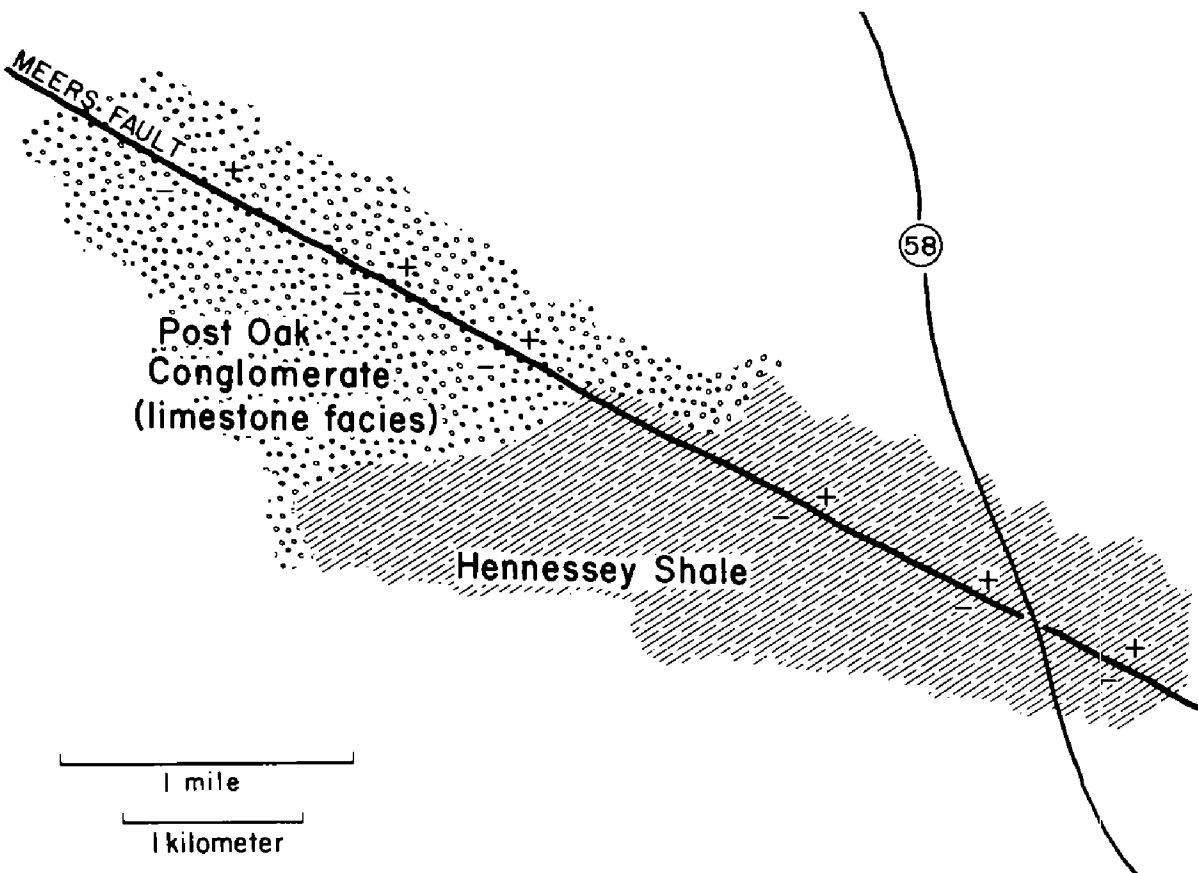 MEERS FAULT
58
Post Oak
Conglomerate
(limestone facies)
Hennessey Shale
1 mile
1 kilometer